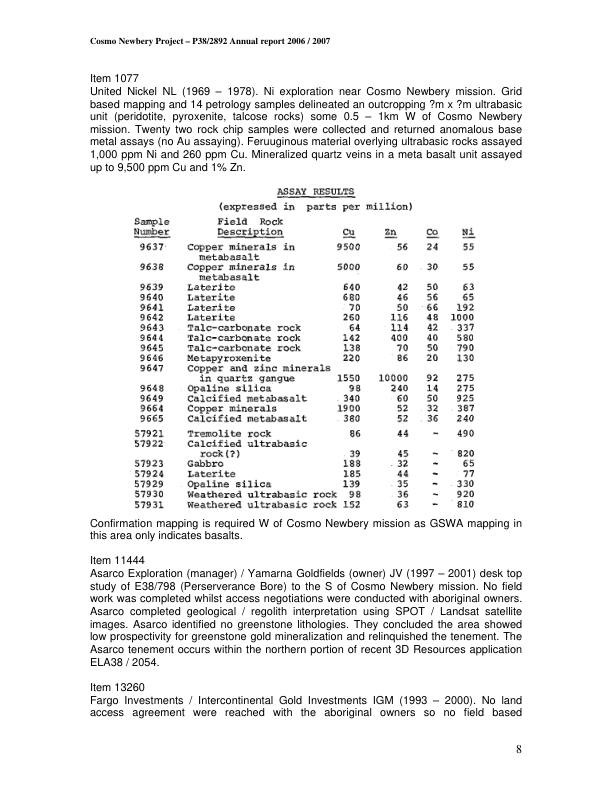 Cosmo Newbery Project – P38/2892 Annual report 2006 / 2007
Item 1077
United Nickel NL (1969 – 1978). Ni exploration near Cosmo Newbery mission. Grid
based mapping and 14 petrology samples delineated an outcropping ?m x ?m ultrabasic
unit (peridotite, pyroxenite, talcose rocks) some 0.5 – 1km W of Cosmo Newbery
mission. Twenty two rock chip samples were collected and returned anomalous base
metal assays (no Au assaying). Feruuginous material overlying ultrabasic rocks assayed
1,000 ppm Ni and 260 ppm Cu. Mineralized quartz veins in a meta basalt unit assayed
up to 9,500 ppm Cu and 1% Zn.
ASSAY RESULTS
(expressed in parts per million)
Sample Field Rock
Number Description Cu Zn Co Ni
9637 Copper minerals in 9500 56 24 55
metabasalt
9638 Copper minerals in 5000 60 30 55
metabasalt
9639 Laterite 640 42 50 63
9640 Laterite 680 46 56 65
9641 Laterite 70 50 66 192
9642 Laterite 260 116 48 1000
9643 Talc-carbonate rock 64 114 42 337
9644 Talc-carbonate rock 142 400 40 580
9645 Talc-carbonate rock 138 70 50 790
9646 Metapyroxenite 220 86 20 130
9647 Copper and zinc minerals
in quartz gangue 1550 10000 92 275
9648 Opaline silica 98 240 14 275
9649 Calcified metabasalt 340 60 50 925
9664 Copper minerals 1900 52 32 387
9665 Calcified metabasalt 380 52 36 240
57921 Tremolite rock 86 44 – 490
57922 Calcified ultrabasic
rock(?) 39 45 – 820
57923 Gabbro 188 32 – 65
57924 Laterite 185 44 – 77
57929 Opaline silica 139 35 – 330
57930 Weathered ultrabasic rock 98 36 – 920
57931 Weathered ultrabasic rock 152 63 – 810
Confirmation mapping is required W of Cosmo Newbery mission as GSWA mapping in
this area only indicates basalts.
Item 11444
Asarco Exploration (manager) / Yamarna Goldfields (owner) JV (1997 – 2001) desk top
study of E38/798 (Perserverance Bore) to the S of Cosmo Newbery mission. No field
work was completed whilst access negotiations were conducted with aboriginal owners.
Asarco completed geological / regolith interpretation using SPOT / Landsat satellite
images. Asarco identified no greenstone lithologies. They concluded the area showed
low prospectivity for greenstone gold mineralization and relinquished the tenement. The
Asarco tenement occurs within the northern portion of recent 3D Resources application
ELA38 / 2054.
Item 13260
Fargo Investments / Intercontinental Gold Investments IGM (1993 – 2000). No land
access agreement were reached with the aboriginal owners so no field based
8